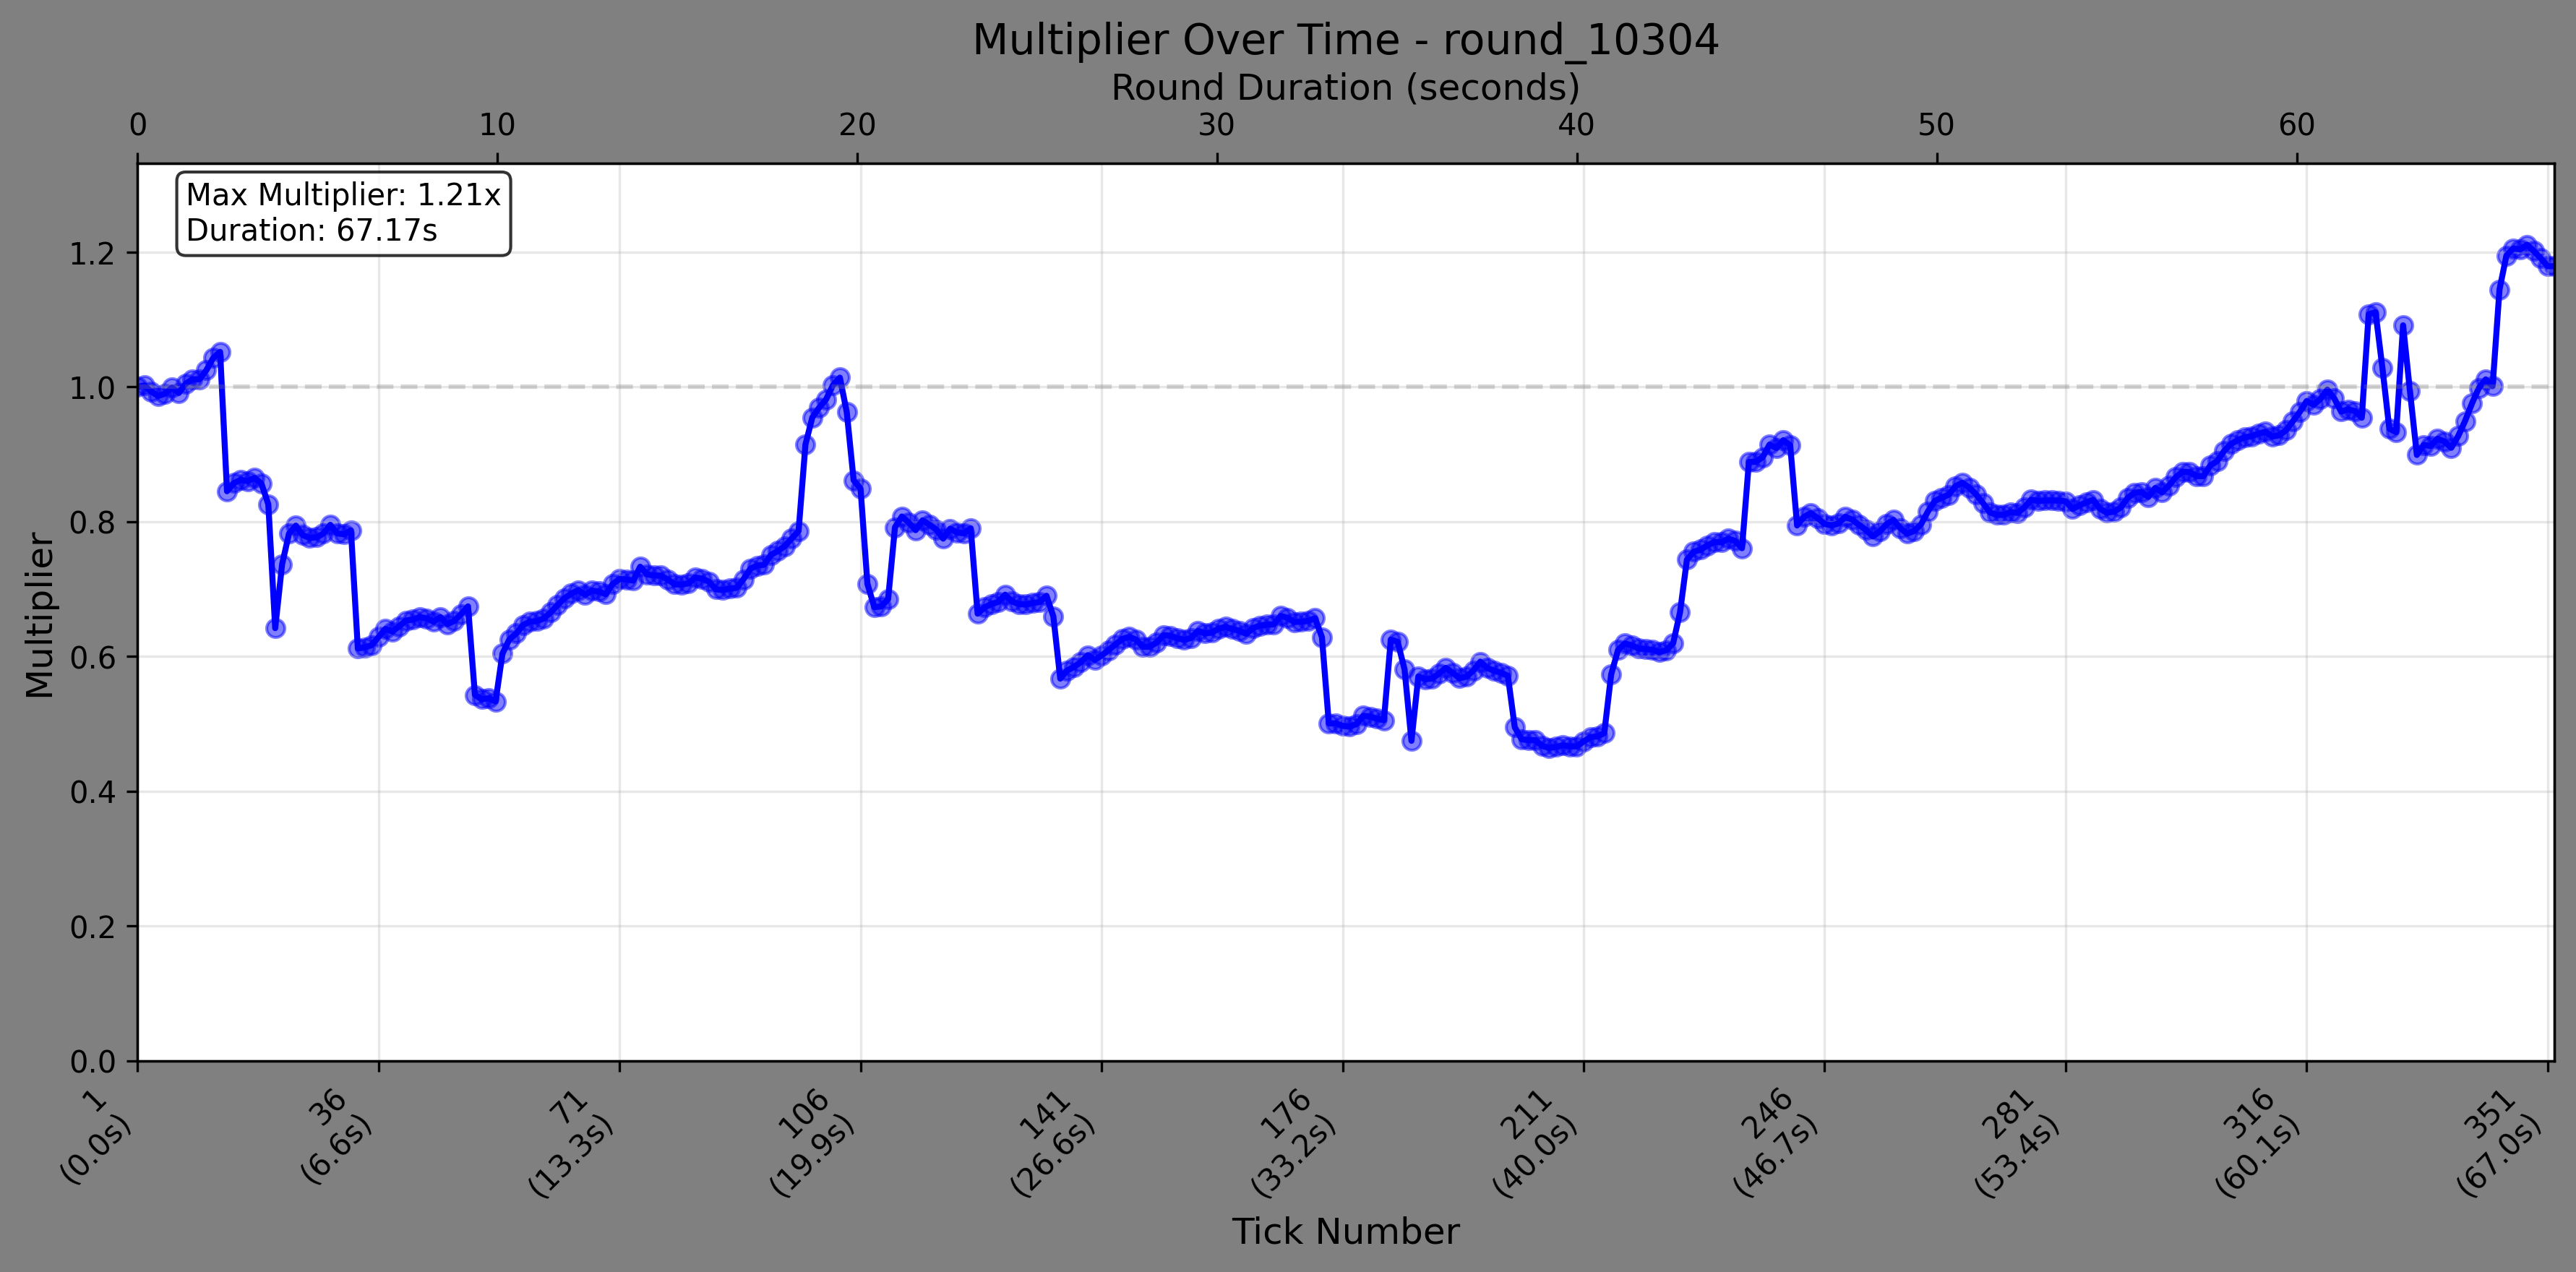 Multiplier Over Time - round_10304
Round Duration (seconds)
0 10 20 30 40 50 60
Max Multiplier: 1.21x
Duration: 67.17s
Multiplier
1.2
1.0
0.8
0.6
0.4
0.2
0.0
1
(0.0s)
36
(6.6s)
71
(13.3s)
106
(19.9s)
141
(26.6s)
176
(33.2s)
211
(40.0s)
246
(46.7s)
281
(53.4s)
316
(60.1s)
351
(67.0s)
Tick Number